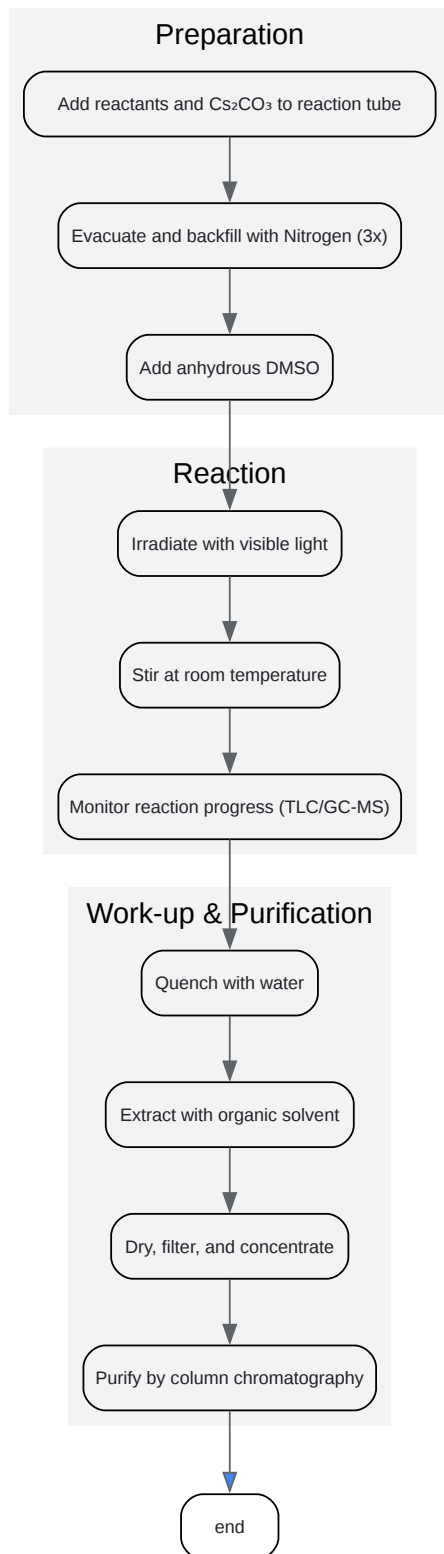 Preparation
Add reactants and Cs₂CO₃ to reaction tube
Evacuate and backfill with Nitrogen (3x)
Add anhydrous DMSO
Reaction
Irradiate with visible light
Stir at room temperature
Monitor reaction progress (TLC/GC-MS)
Work-up & Purification
Quench with water
Extract with organic solvent
Dry, filter, and concentrate
Purify by column chromatography
end